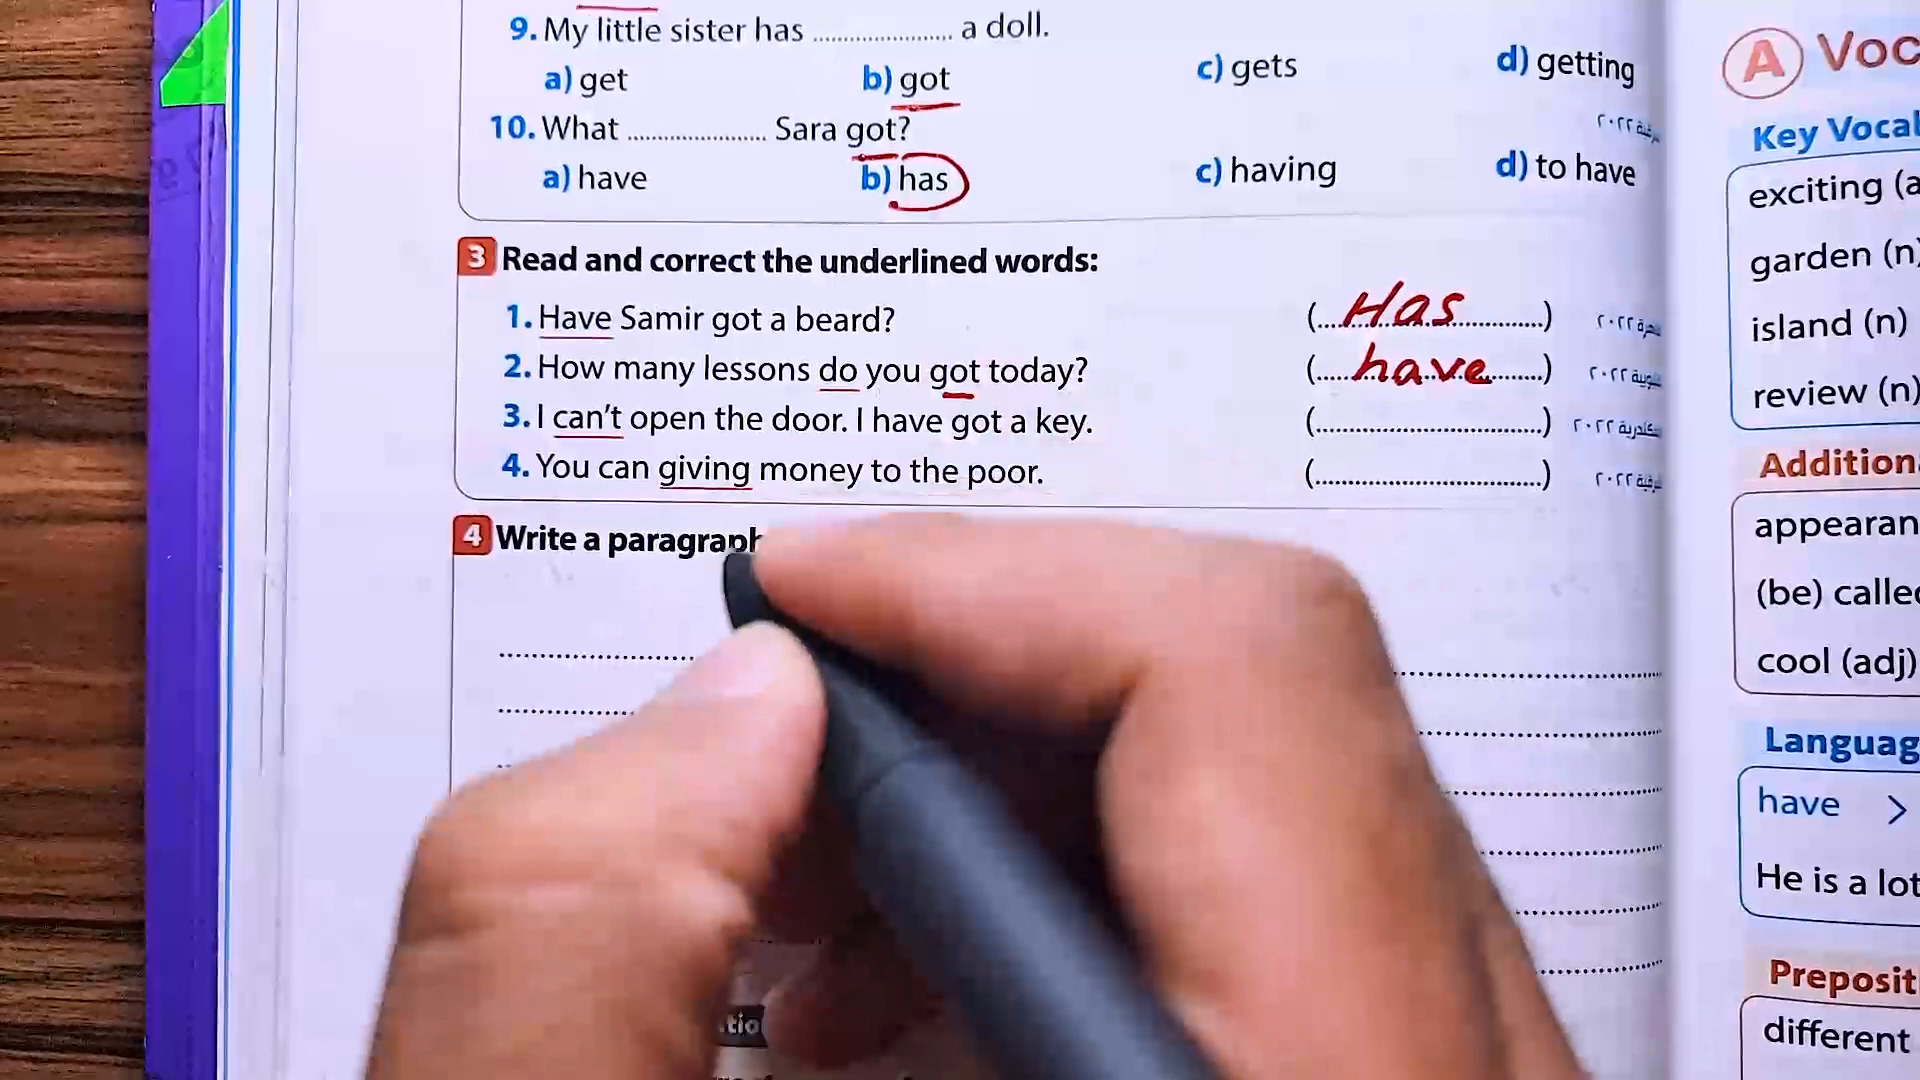 9. My little sister has .................... a doll.
a) get b) got c) gets d) getting
10. What .................... Sara got?
a) have b) has c) having d) to have
3 Read and correct the underlined words:
1. Have Samir got a beard? (....Has............)
2. How many lessons do you got today? (....have............)
3. I can't open the door. I have got a key. (................................)
4. You can giving money to the poor. (................................)
4 Write a paragraph
A Voc
Key Vocal
exciting (a
garden (n)
island (n)
review (n)
Addition
appearan
(be) called
cool (adj)
Languag
have >
He is a lot
Preposit
different